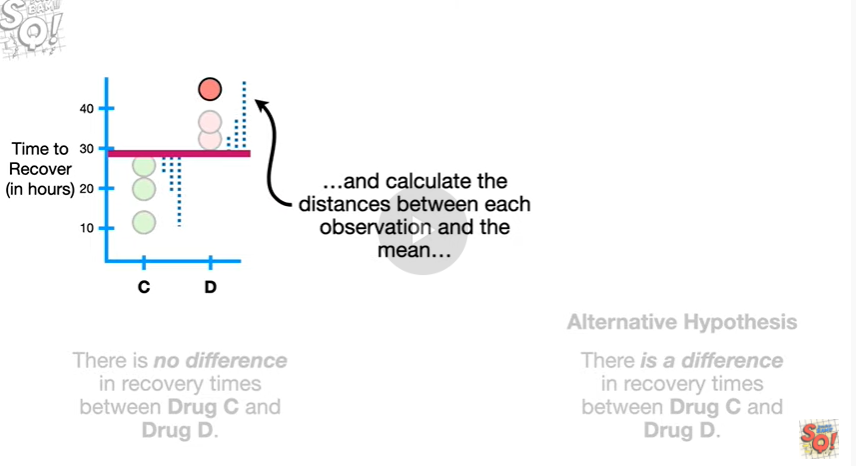 BAM!!
SQ!
40
Time to 30
Recover
(in hours) 20
10
C D
…and calculate the
distances between each
observation and the
mean…
Alternative Hypothesis
There is no difference
in recovery times
between Drug C and
Drug D.
There is a difference
in recovery times
between Drug C and
Drug D.
SQ!